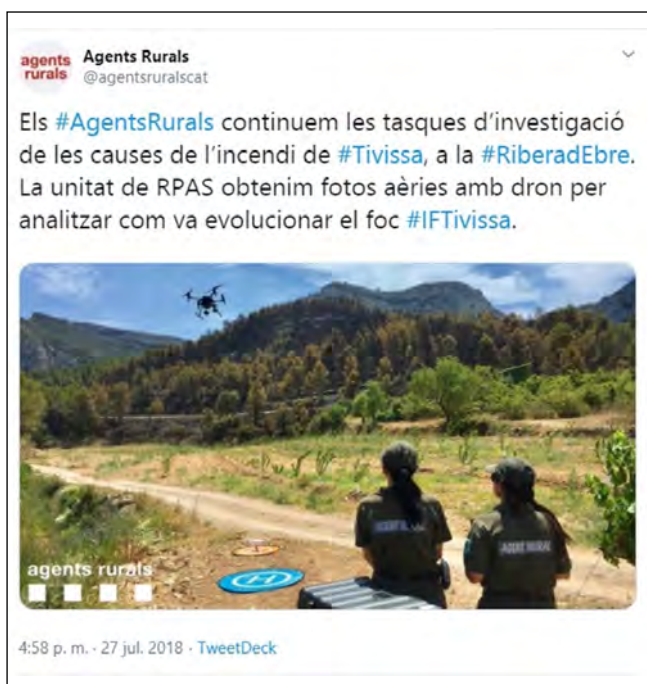 agents
rurals
Agents Rurals
@agentsruralscat
Els #AgentsRurals continuem les tasques d'investigació
de les causes de l'incendi de #Tivissa, a la #RiberadEbre.
La unitat de RPAS obtenim fotos aèries amb dron per
analitzar com va evolucionar el foc #IFTivissa.
H
AGENT RURAL
agents rurals
4:58 p. m. · 27 jul. 2018 · TweetDeck